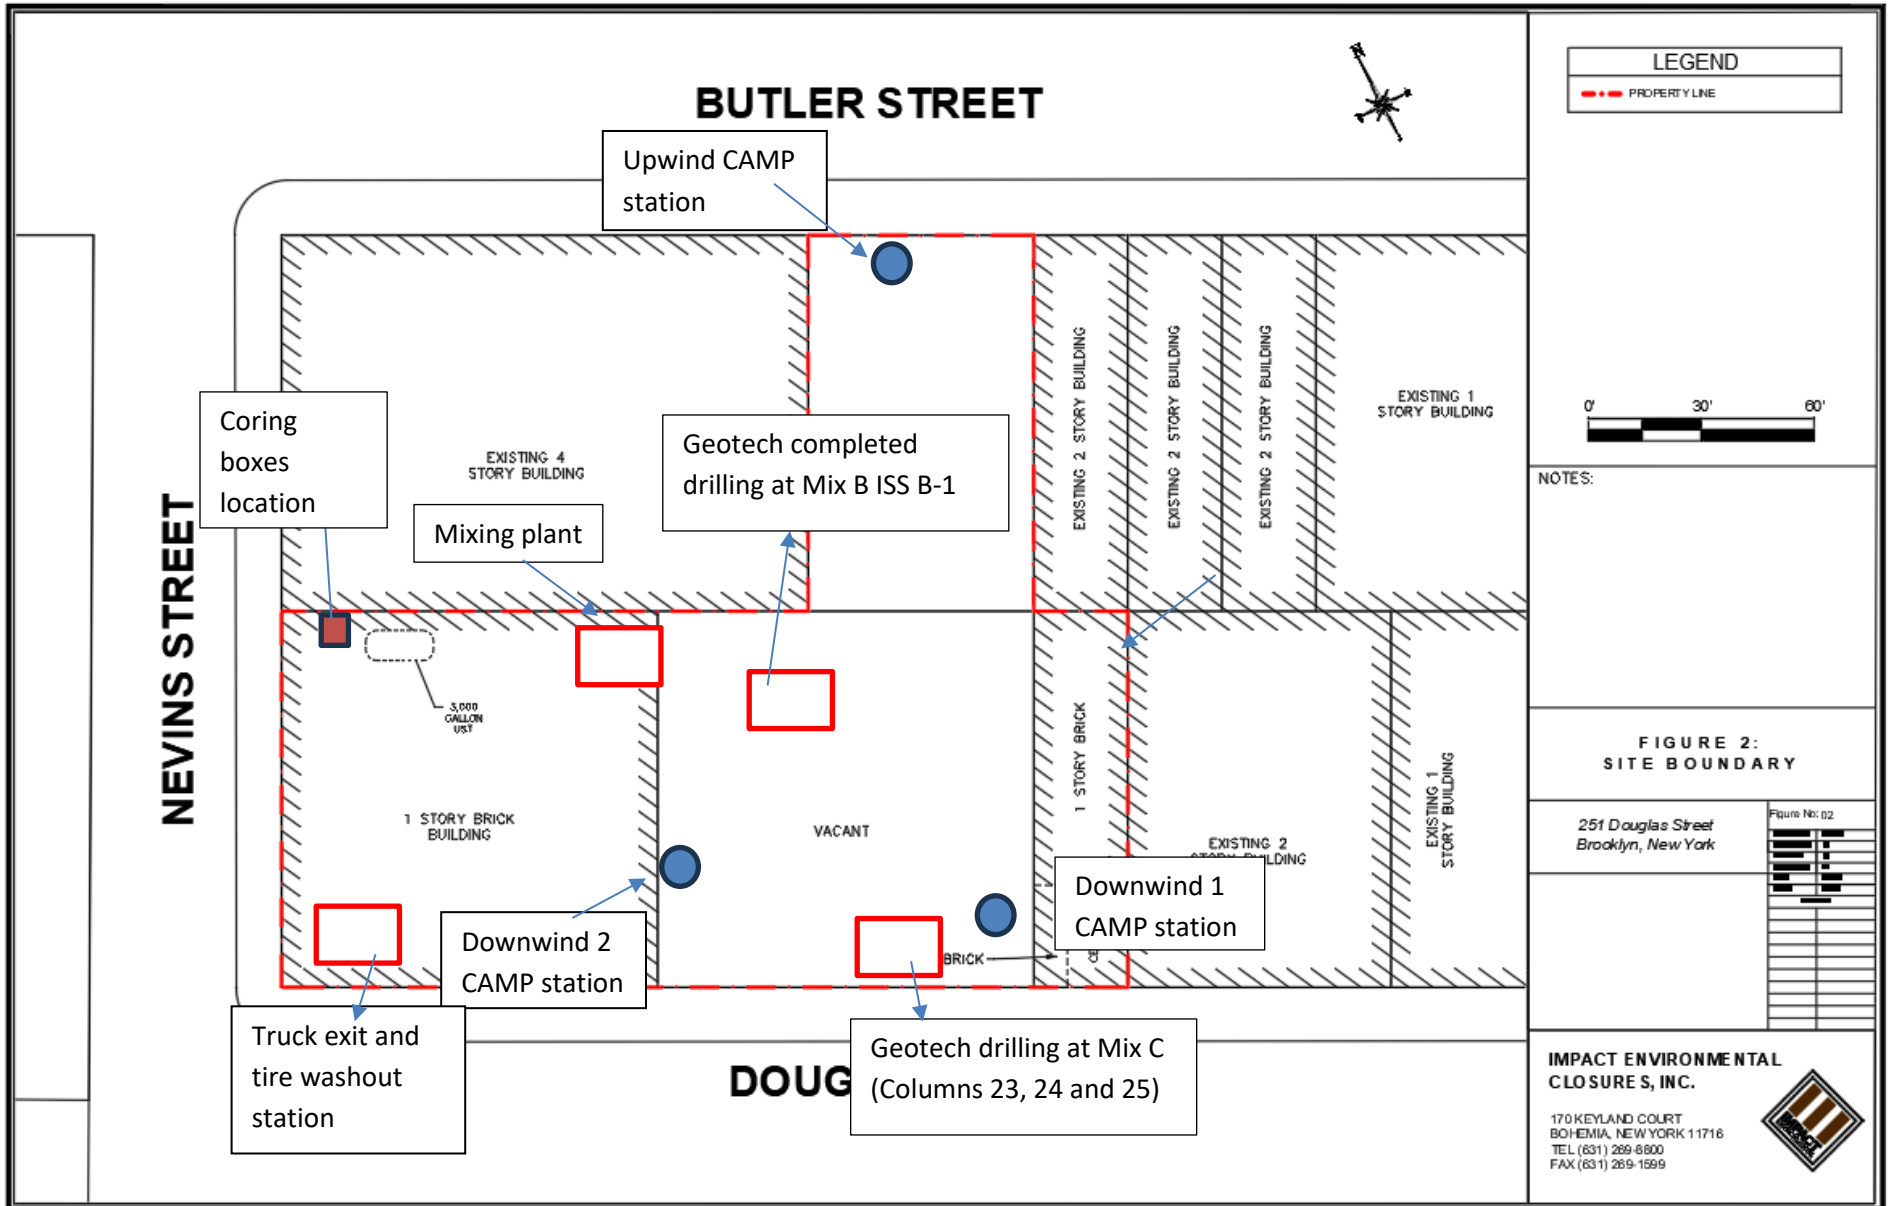 BUTLER STREET
N
LEGEND
PROPERTY LINE
Upwind CAMP
station
0' 30' 60'
NOTES:
Coring
boxes
location
EXISTING 4
STORY BUILDING
Mixing plant
Geotech completed
drilling at Mix B ISS B-1
EXISTING 2 STORY BUILDING
EXISTING 2 STORY BUILDING
EXISTING 2 STORY BUILDING
EXISTING 1
STORY BUILDING
NEVINS STREET
GALLON
UST
1 STORY BRICK
BUILDING
VACANT
1 STORY BRICK
EXISTING 2
EXISTING 1
STORY BUILDING
Downwind 2
CAMP station
Downwind 1
CAMP station
BRICK
Truck exit and
tire washout
station
Geotech drilling at Mix C
(Columns 23, 24 and 25)
DOUG
FIGURE 2:
SITE BOUNDARY
251 Douglas Street
Brooklyn, New York
Figure No: 02
IMPACT ENVIRONMENTAL
CLOSURES, INC.
170 KEYLAND COURT
BOHEMIA, NEW YORK 11716
TEL (631) 269-8800
FAX (631) 269-1599
IMPACT